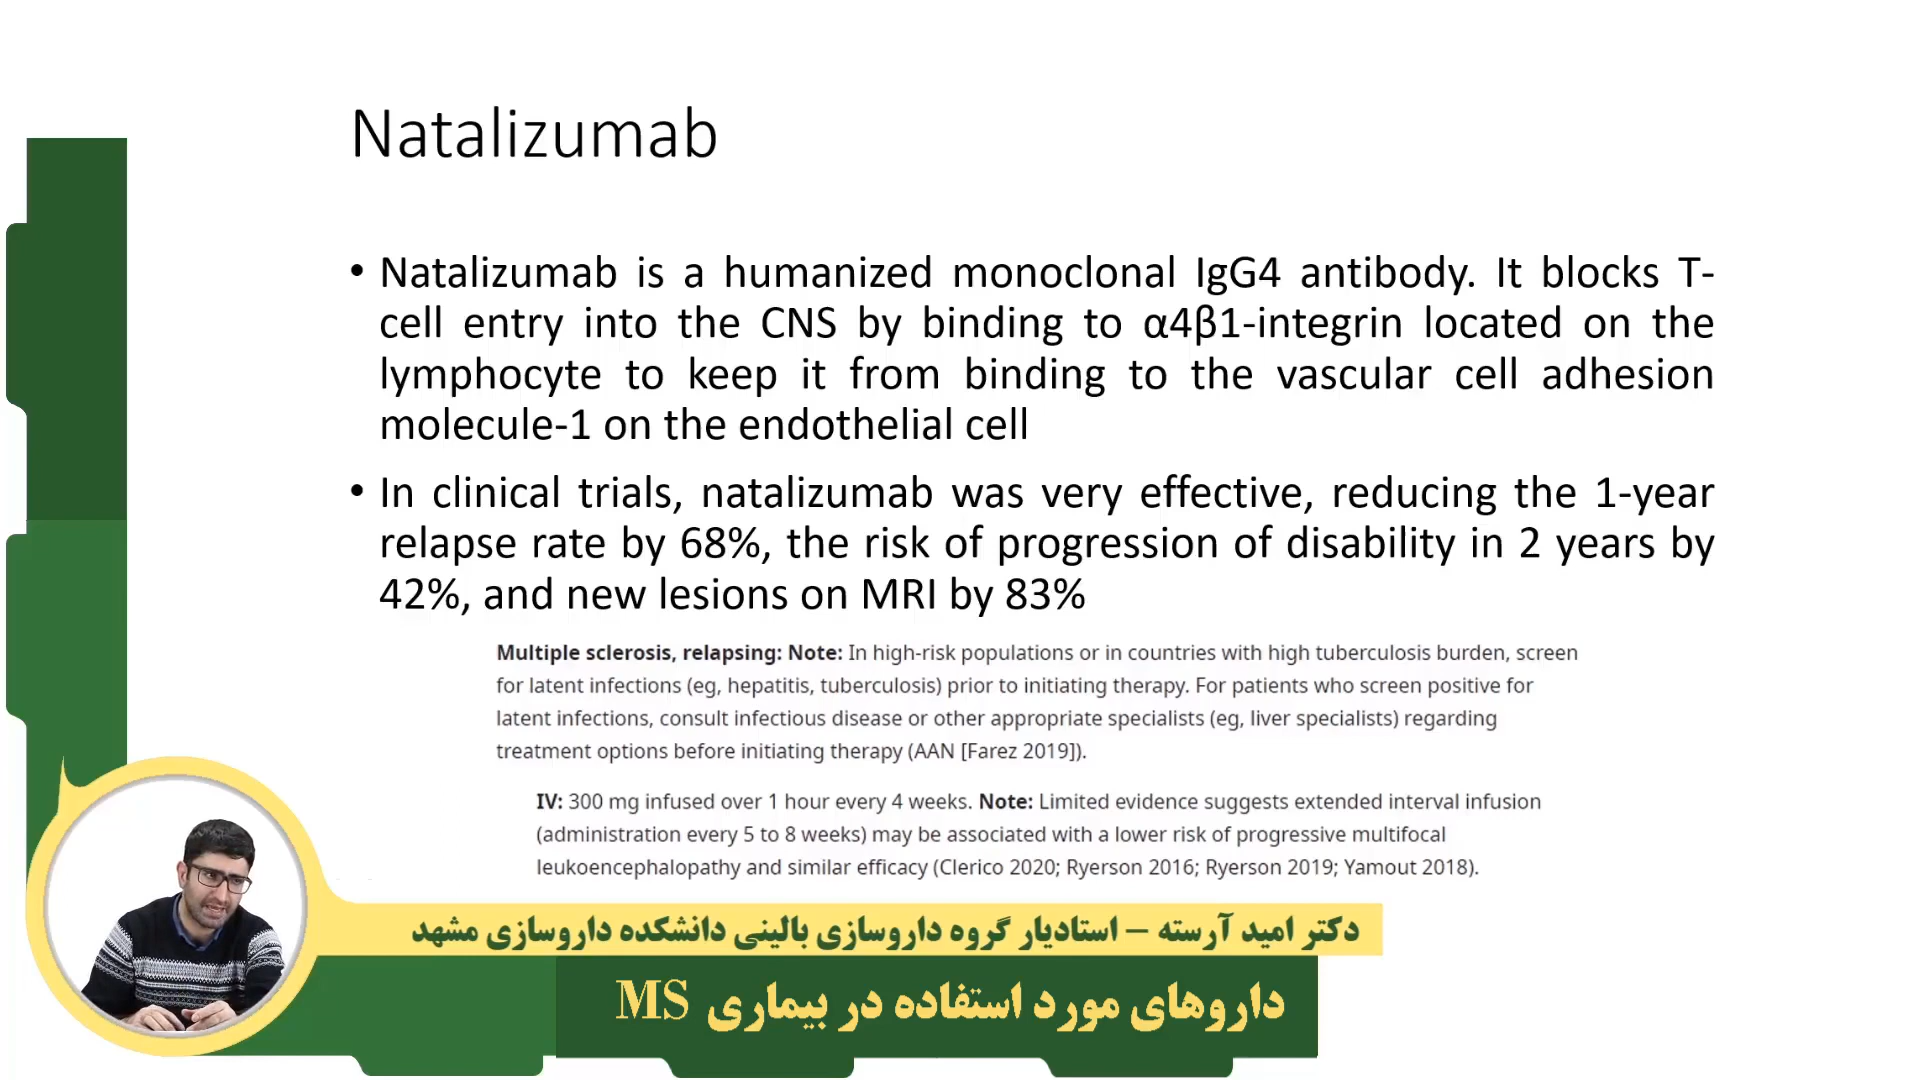 Natalizumab
• Natalizumab is a humanized monoclonal IgG4 antibody. It blocks T-
cell entry into the CNS by binding to α4β1-integrin located on the
lymphocyte to keep it from binding to the vascular cell adhesion
molecule-1 on the endothelial cell
• In clinical trials, natalizumab was very effective, reducing the 1-year
relapse rate by 68%, the risk of progression of disability in 2 years by
42%, and new lesions on MRI by 83%
Multiple sclerosis, relapsing: Note: In high-risk populations or in countries with high tuberculosis burden, screen
for latent infections (eg, hepatitis, tuberculosis) prior to initiating therapy. For patients who screen positive for
latent infections, consult infectious disease or other appropriate specialists (eg, liver specialists) regarding
treatment options before initiating therapy (AAN [Farez 2019]).
IV: 300 mg infused over 1 hour every 4 weeks. Note: Limited evidence suggests extended interval infusion
(administration every 5 to 8 weeks) may be associated with a lower risk of progressive multifocal
leukoencephalopathy and similar efficacy (Clerico 2020; Ryerson 2016; Ryerson 2019; Yamout 2018).
دکتر امید آرسته – استادیار گروه داروسازی بالینی دانشکده داروسازی مشهد
داروهای مورد استفاده در بیماری MS